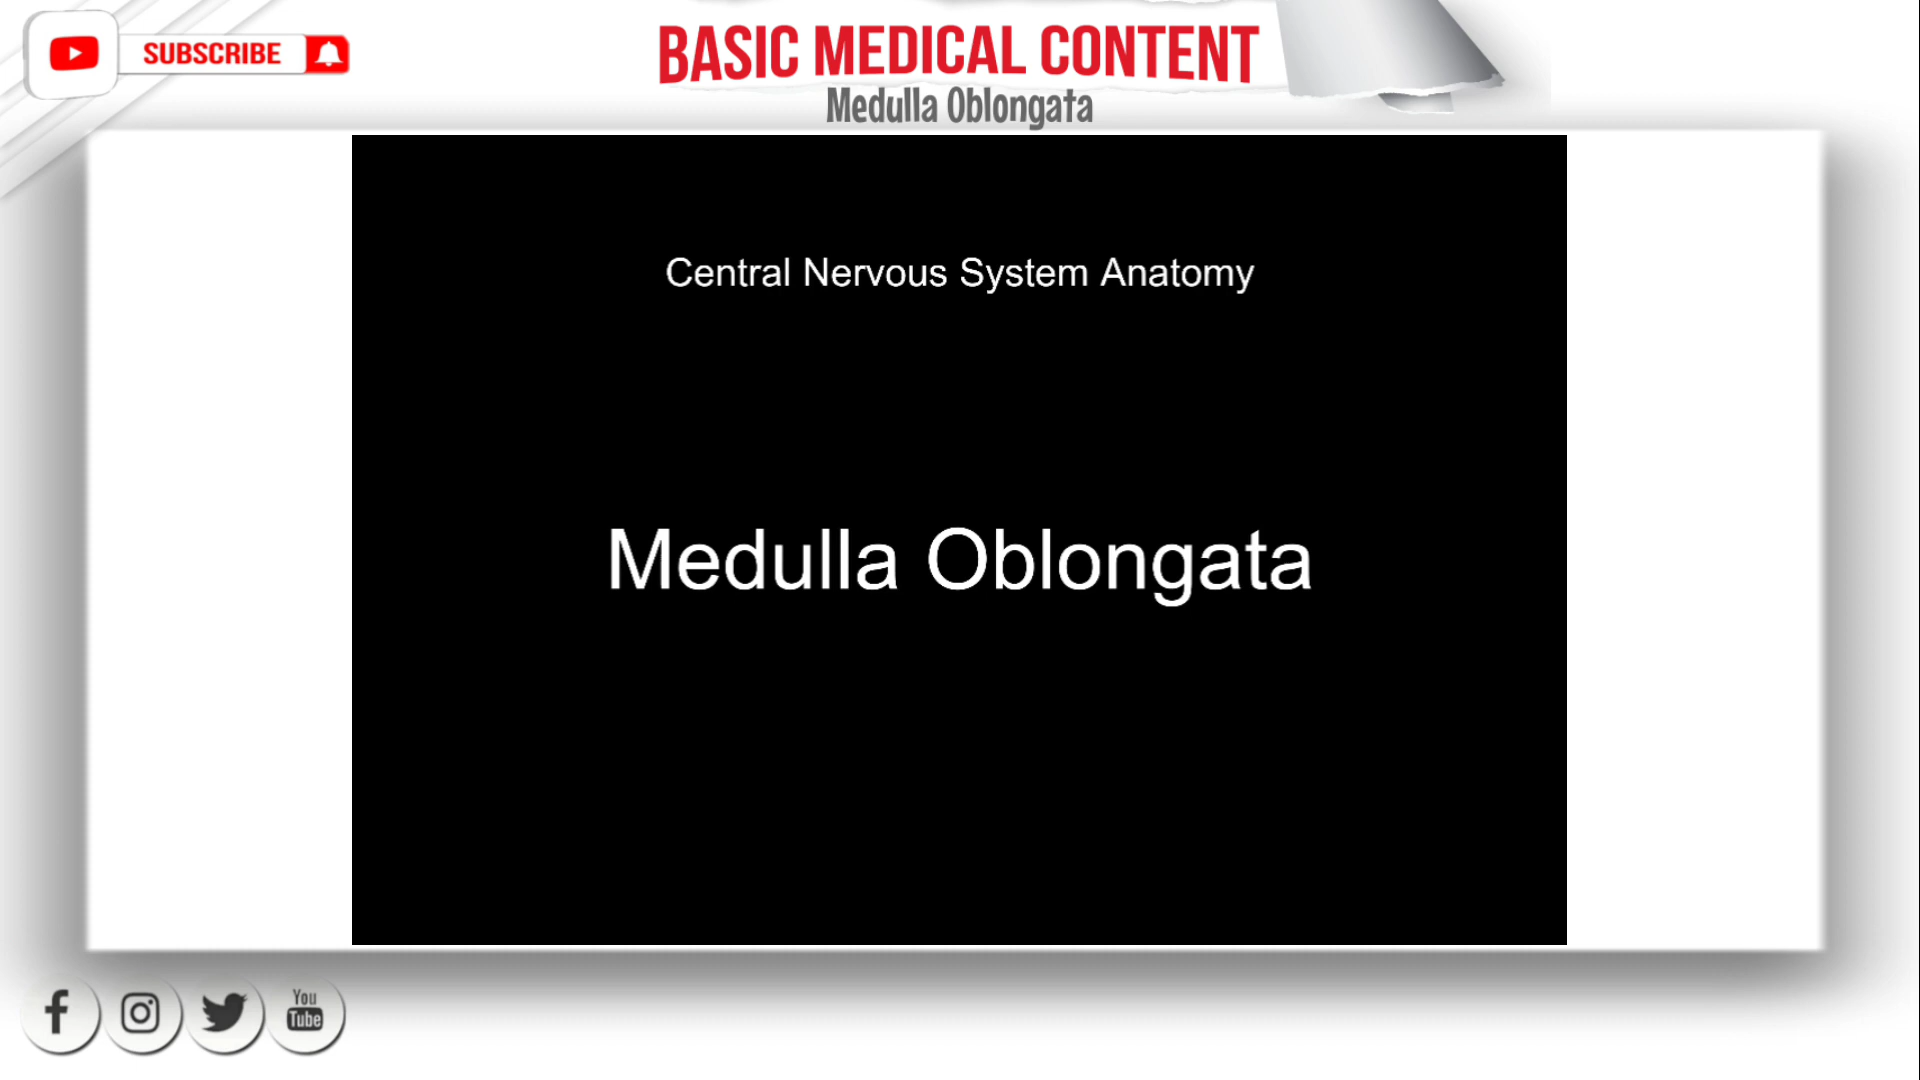 SUBSCRIBE
BASIC MEDICAL CONTENT
Medulla Oblongata
Central Nervous System Anatomy
Medulla Oblongata
You
Tube